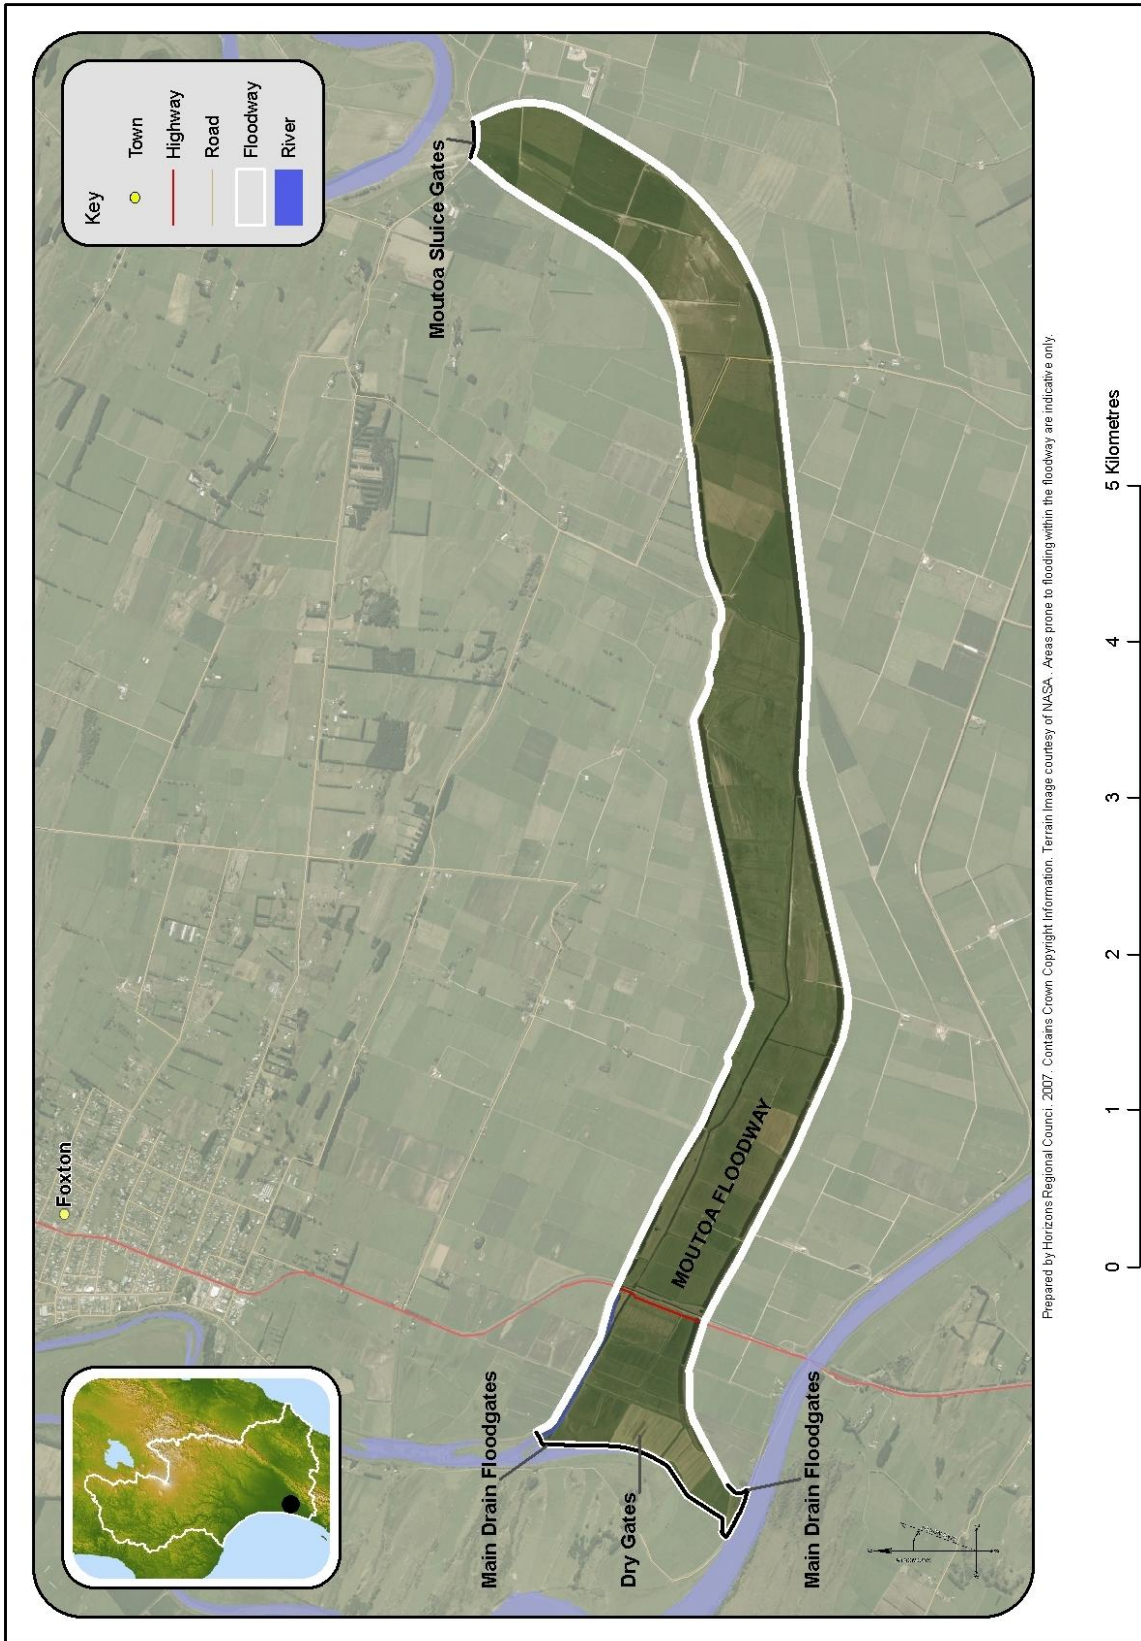 Key
Town
Highway
Road
Floodway
River
Moutoa Sluice Gates
Foxton
MOUTOA FLOODWAY
Main Drain Floodgates
Dry Gates
Main Drain Floodgates
Prepared by Horizons Regional Counci. 2007. Contains Crown Copyright Information. Terrain Image courtesy of NASA. Areas prone to flooding within the floodway are indicative only.
0 1 2 3 4 5 Kilometres